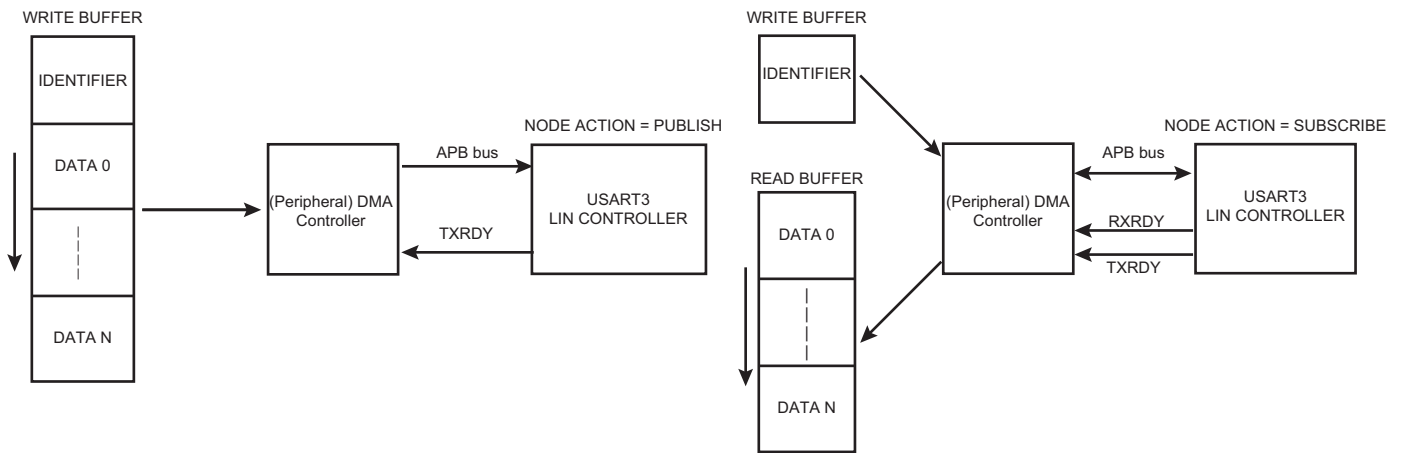 WRITE BUFFER
IDENTIFIER
DATA 0
DATA N
(Peripheral) DMA
Controller
APB bus
TXRDY
NODE ACTION = PUBLISH
USART3
LIN CONTROLLER
WRITE BUFFER
IDENTIFIER
READ BUFFER
DATA 0
DATA N
(Peripheral) DMA
Controller
APB bus
RXRDY
TXRDY
NODE ACTION = SUBSCRIBE
USART3
LIN CONTROLLER